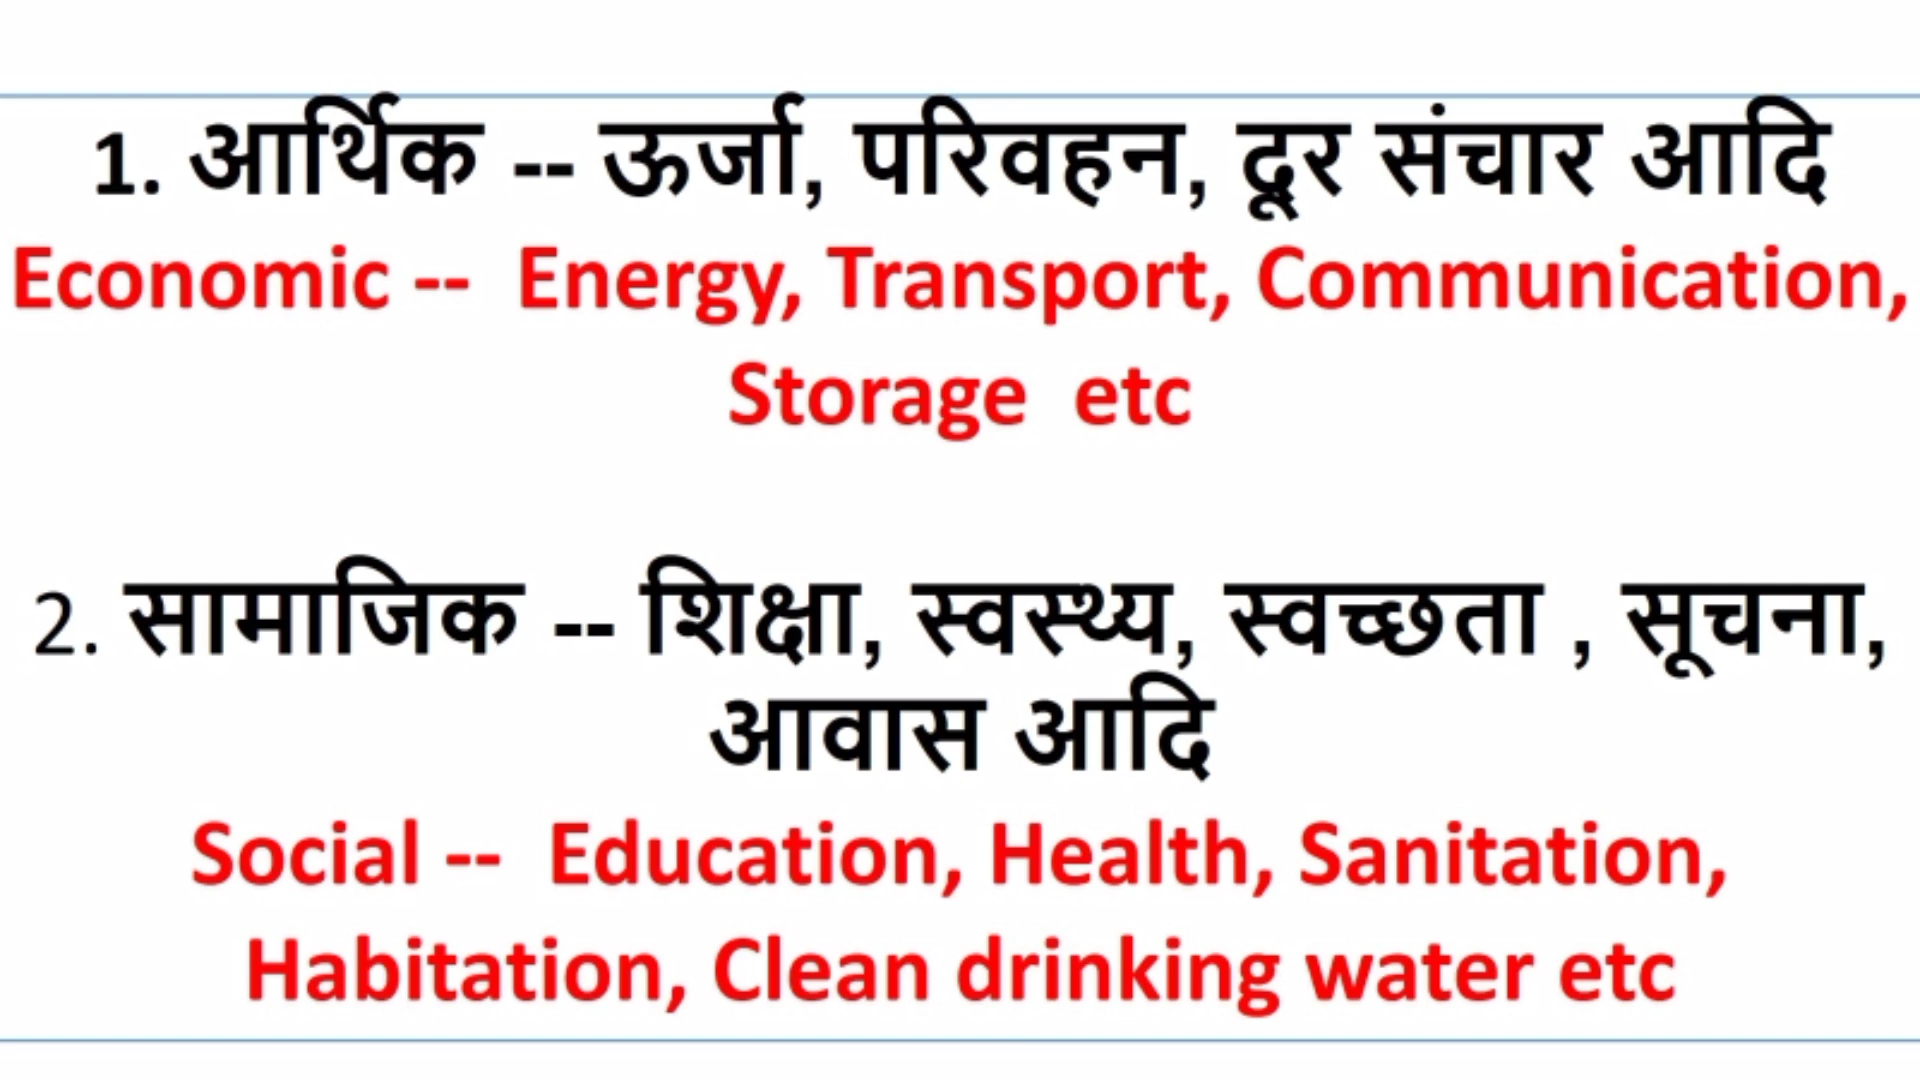 1. आर्थिक -- ऊर्जा, परिवहन, दूर संचार आदि
Economic -- Energy, Transport, Communication,
Storage etc
2. सामाजिक -- शिक्षा, स्वस्थ्य, स्वच्छता , सूचना,
आवास आदि
Social -- Education, Health, Sanitation,
Habitation, Clean drinking water etc